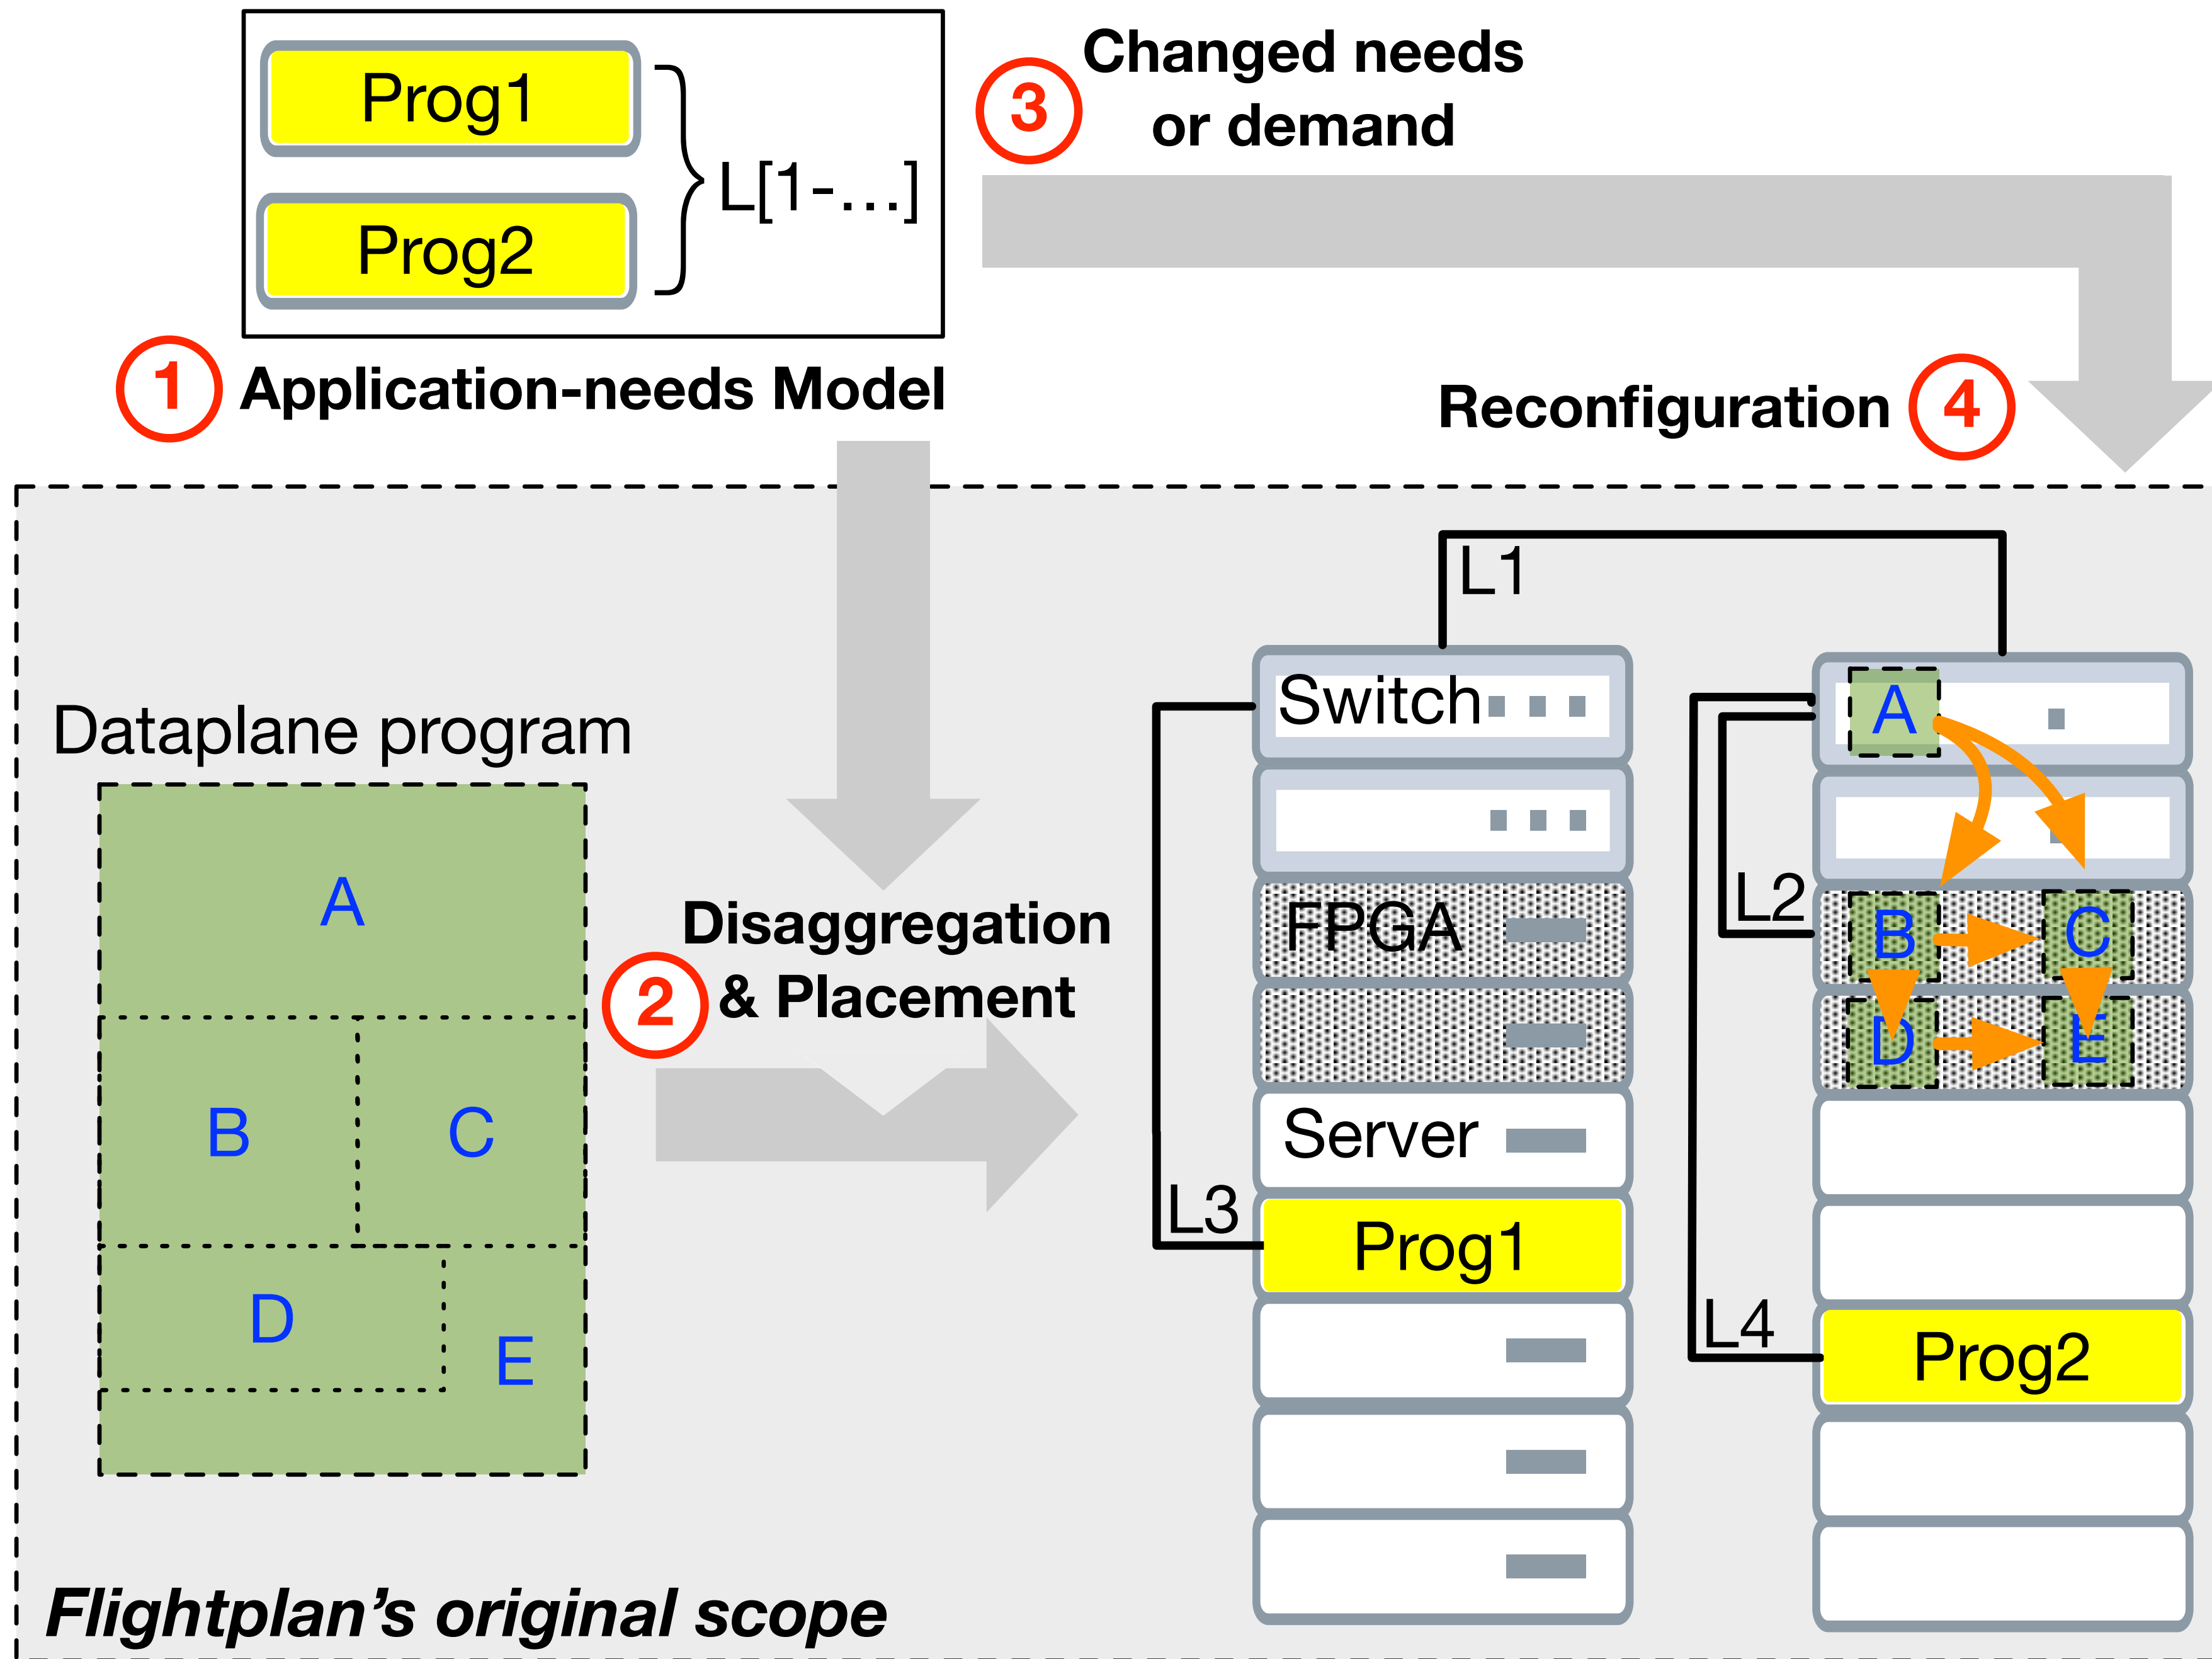 Prog1
Prog2
L[1-...]
3
Changed needs
or demand
1
Application-needs Model
Reconfiguration
4
L1
Dataplane program
A
B
C
D
E
2
Disaggregation
& Placement
Switch
FPGA
Server
L3
Prog1
A
L2
B
C
D
E
L4
Prog2
Flightplan’s original scope